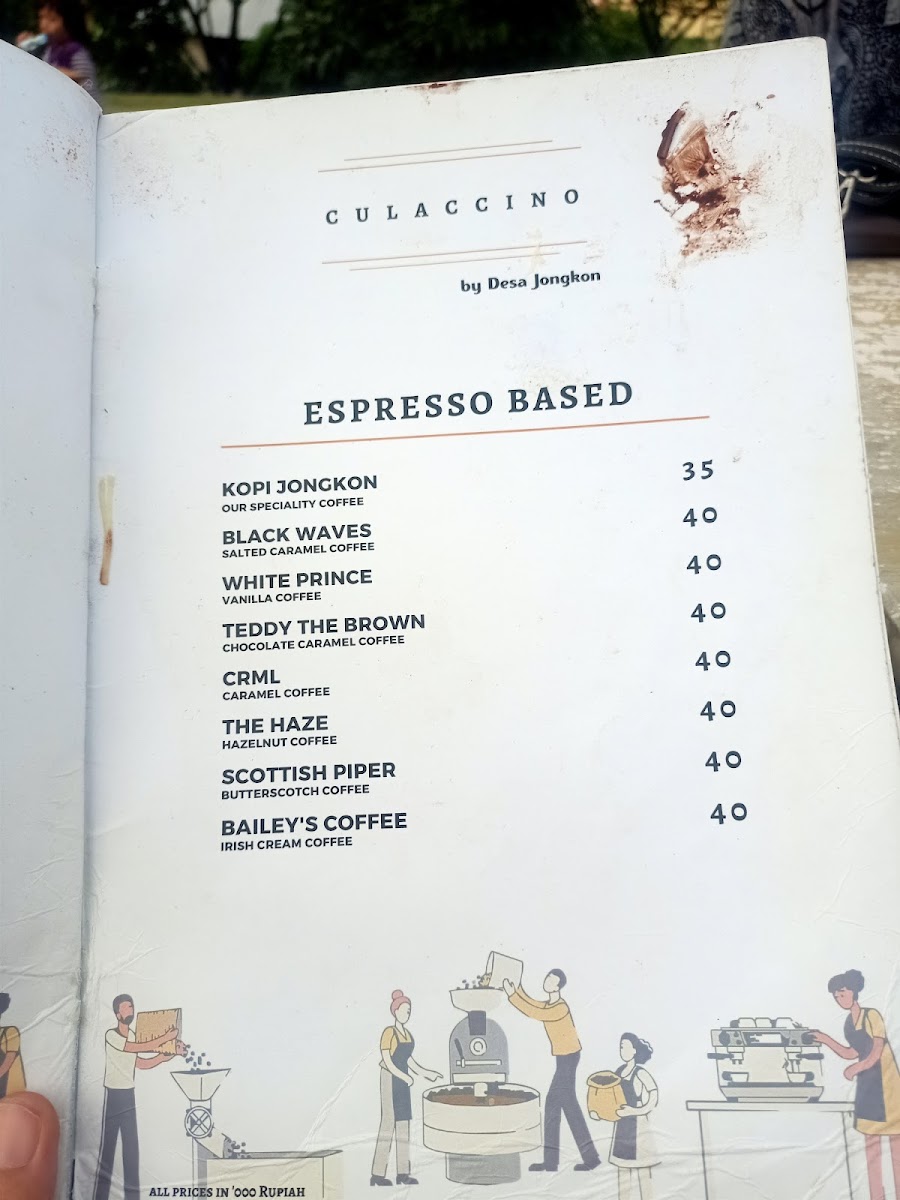 CULACCINO
by Desa Jongkon
ESPRESSO BASED
KOPI JONGKON 35
OUR SPECIALITY COFFEE
BLACK WAVES 40
SALTED CARAMEL COFFEE
WHITE PRINCE 40
VANILLA COFFEE
TEDDY THE BROWN 40
CHOCOLATE CARAMEL COFFEE
CRML 40
CARAMEL COFFEE
THE HAZE 40
HAZELNUT COFFEE
SCOTTISH PIPER 40
BUTTERSCOTCH COFFEE
BAILEY'S COFFEE 40
IRISH CREAM COFFEE
ALL PRICES IN '000 RUPIAH